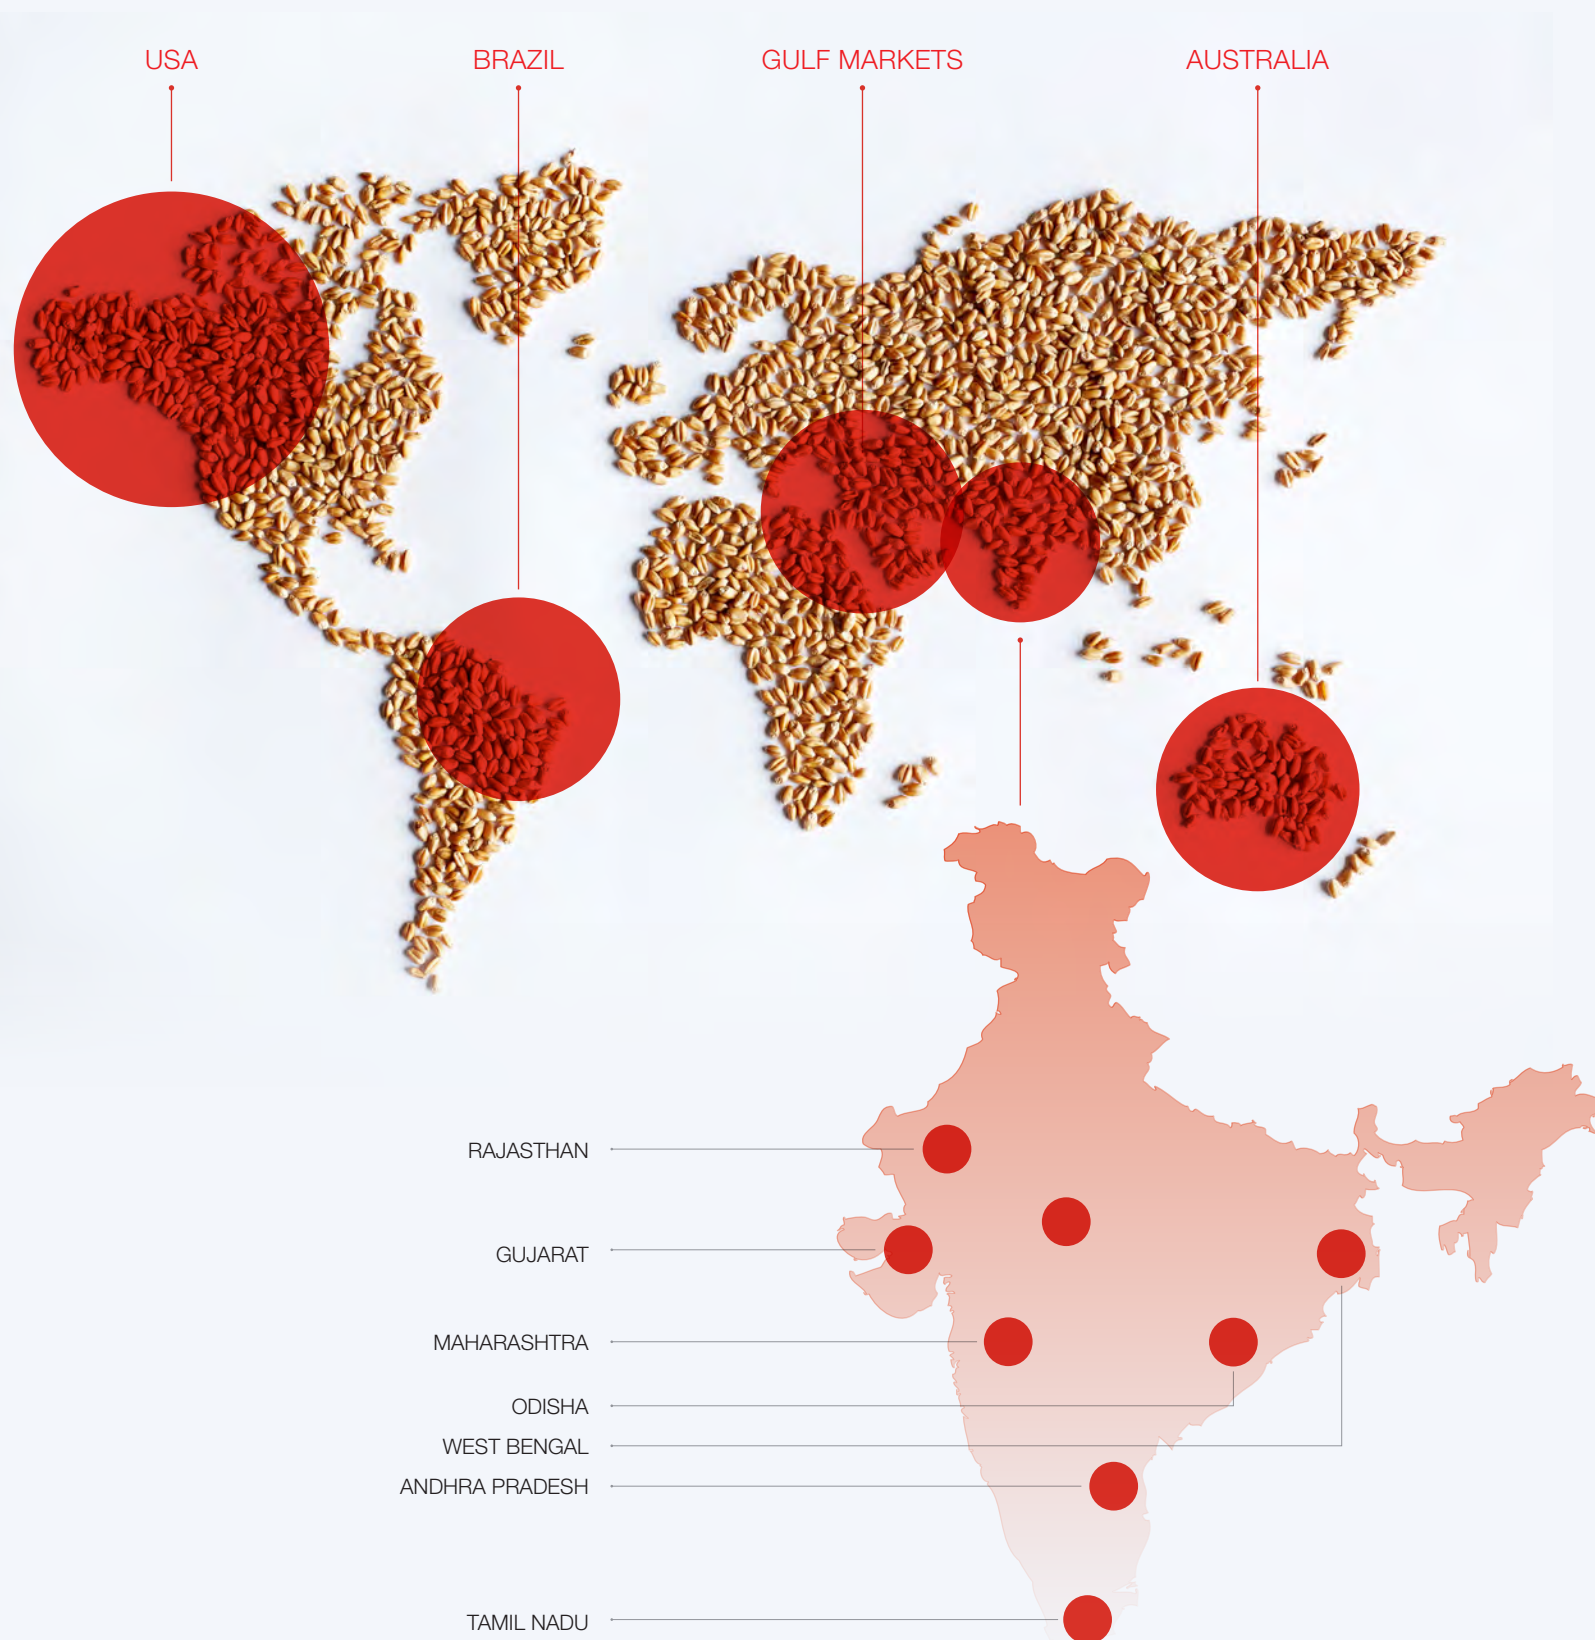 USA
BRAZIL
GULF MARKETS
AUSTRALIA
RAJASTHAN
GUJARAT
MAHARASHTRA
ODISHA
WEST BENGAL
ANDHRA PRADESH
TAMIL NADU